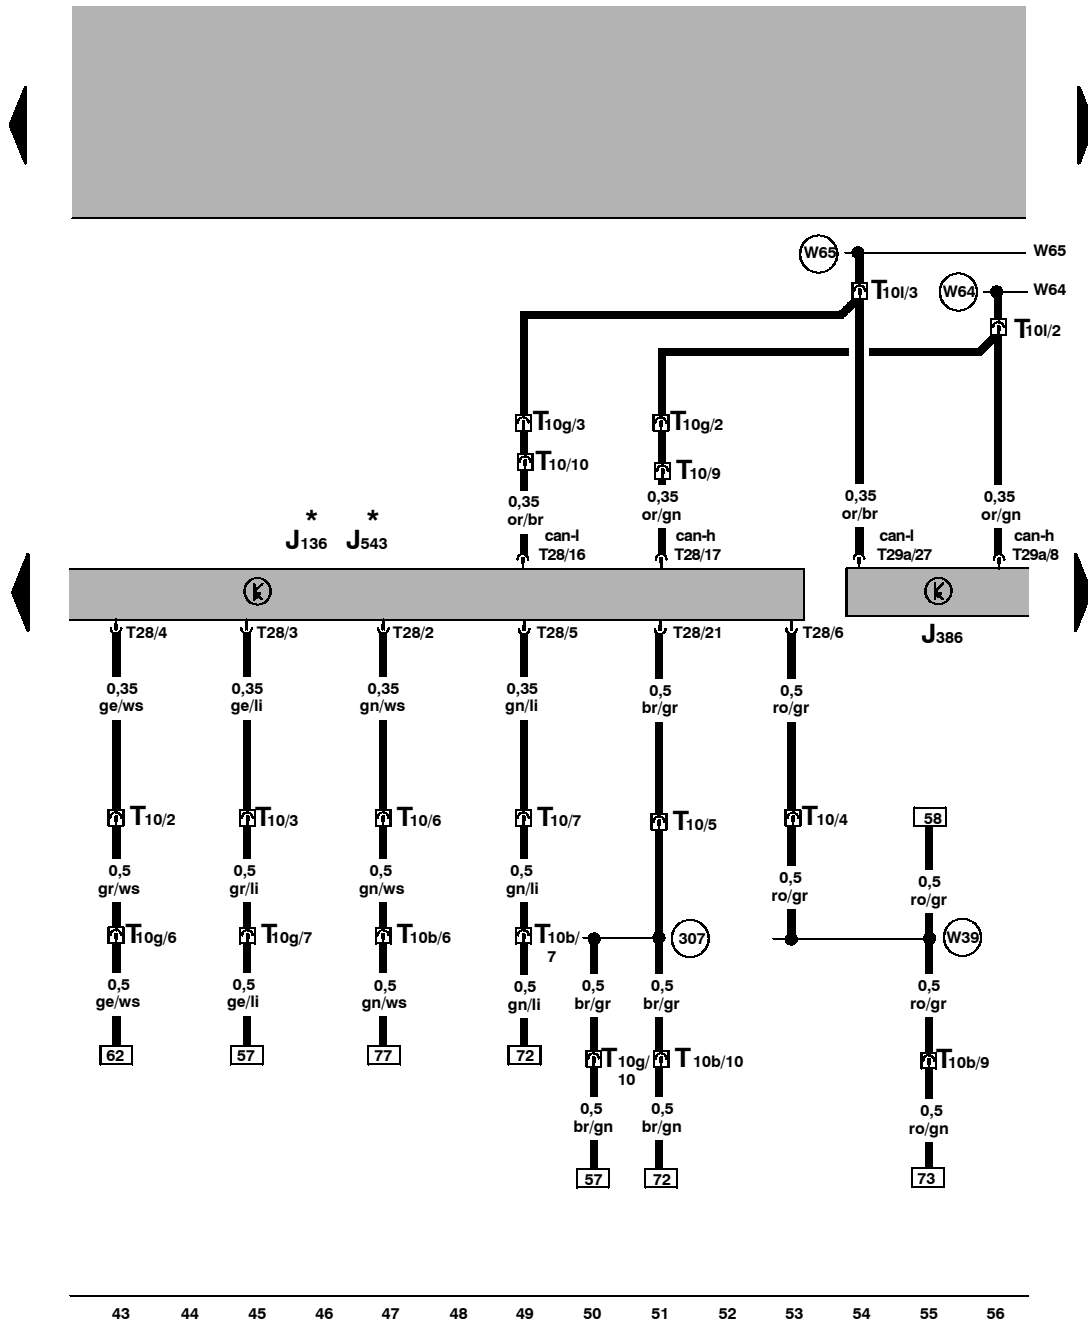 W65 W65
T10l/3 W64 W64
T10l/2
T10g/3 T10g/2
T10/10 T10/9
0,35 0,35 0,35 0,35
or/br or/gn or/br or/gn
* *
J136 J543
can-l can-h can-l can-h
T28/16 T28/17 T29a/27 T29a/8
T28/4 T28/3 T28/2 T28/5 T28/21 T28/6
J386
0,35 0,35 0,35 0,35 0,5 0,5
ge/ws ge/li gn/ws gn/li br/gr ro/gr
T10/2 T10/3 T10/6 T10/7 T10/5 T10/4 58
0,5 0,5 0,5 0,5 0,5 0,5
gr/ws gr/li gn/ws gn/li ro/gr ro/gr
T10g/6 T10g/7 T10b/6 T10b/ 307 W39
7
0,5 0,5 0,5 0,5 0,5 0,5 0,5
ge/ws ge/li gn/ws gn/li br/gr br/gr ro/gr
62 57 77 72 T10g/ T10b/10 T10b/9
10
0,5 0,5 0,5
br/gn br/gn ro/gn
57 72 73
43 44 45 46 47 48 49 50 51 52 53 54 55 56